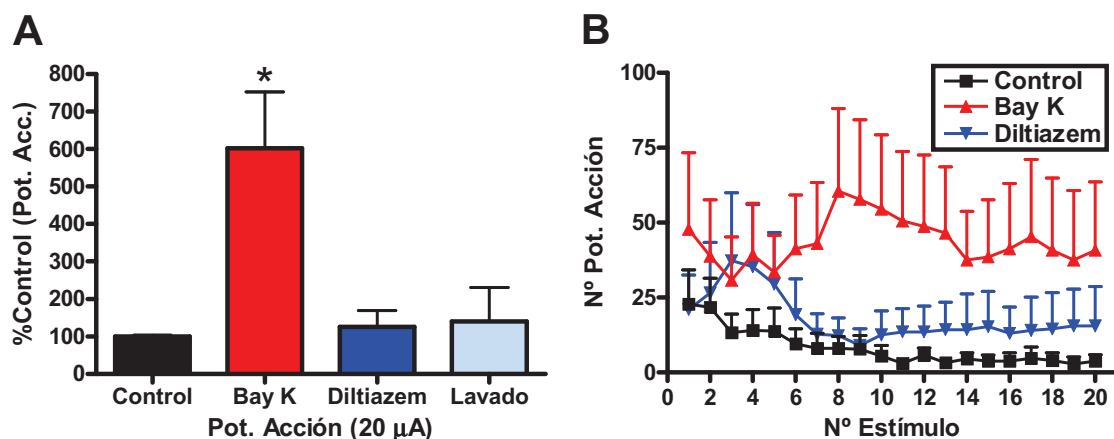 A
%Control (Pot. Acc.)
800
700
600
500
400
300
200
100
0
*
Control Bay K Diltiazem Lavado
Pot. Acción (20 µA)
B
Nº Pot. Acción
100
75
50
25
0
Control
Bay K
Diltiazem
0 2 4 6 8 10 12 14 16 18 20
Nº Estímulo